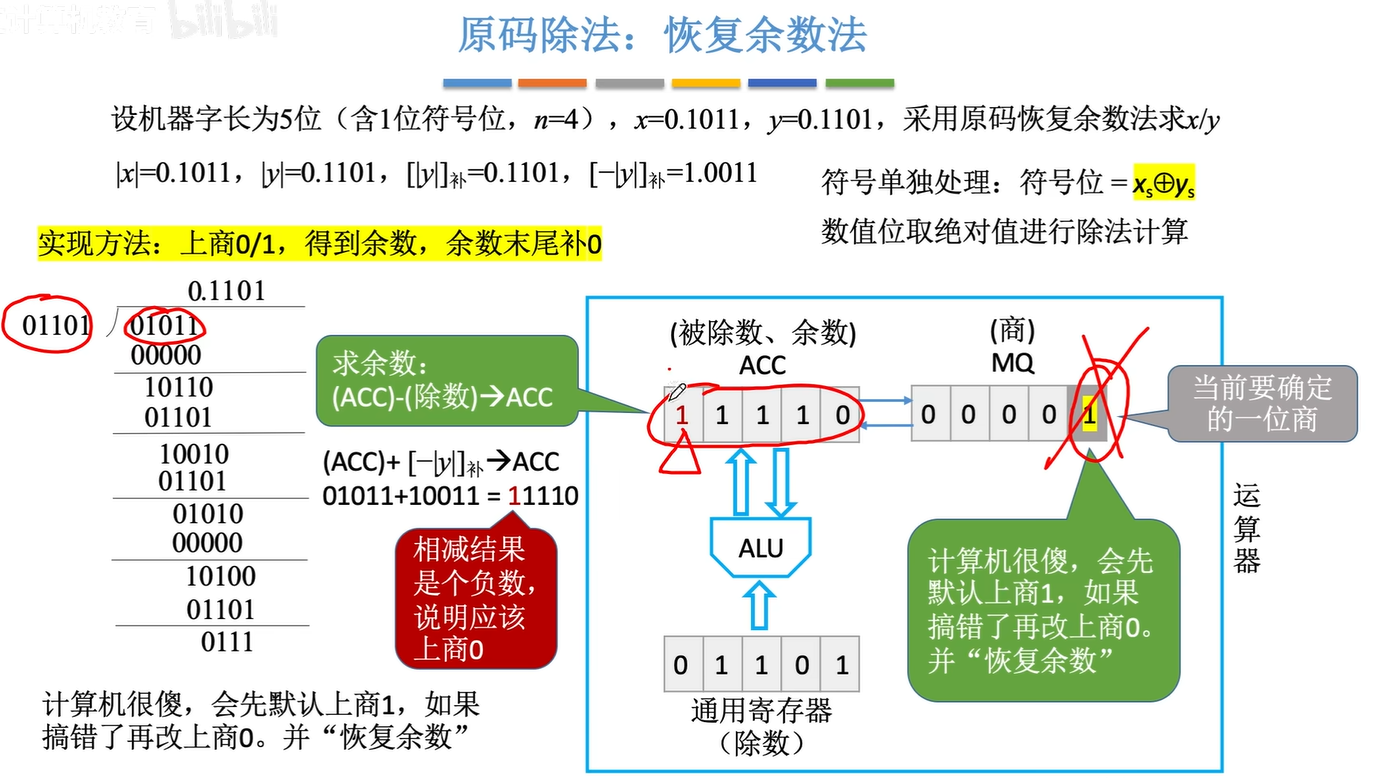 计算机教育 bilibili
原码除法：恢复余数法
设机器字长为5位（含1位符号位，n=4），x=0.1011，y=0.1101，采用原码恢复余数法求x/y
|x|=0.1011，|y|=0.1101，[|y|]补=0.1101，[−|y|]补=1.0011
符号单独处理：符号位 = xs⊕ys
数值位取绝对值进行除法计算
实现方法：上商0/1，得到余数，余数末尾补0
0.1101
01101
01011
00000
10110
01101
10010
01101
01010
00000
10100
01101
0111
求余数：
(ACC)-(除数)→ACC
(ACC)+ [−|y|]补→ACC
01011+10011 = 11110
相减结果
是个负数，
说明应该
上商0
计算机很傻，会先默认上商1，如果
搞错了再改上商0。并“恢复余数”
(被除数、余数)
ACC
(商)
MQ
1 1 1 1 0
0 0 0 0 1
当前要确定
的一位商
ALU
0 1 1 0 1
通用寄存器
（除数）
计算机很傻，会先
默认上商1，如果
搞错了再改上商0。
并“恢复余数”
运
算
器